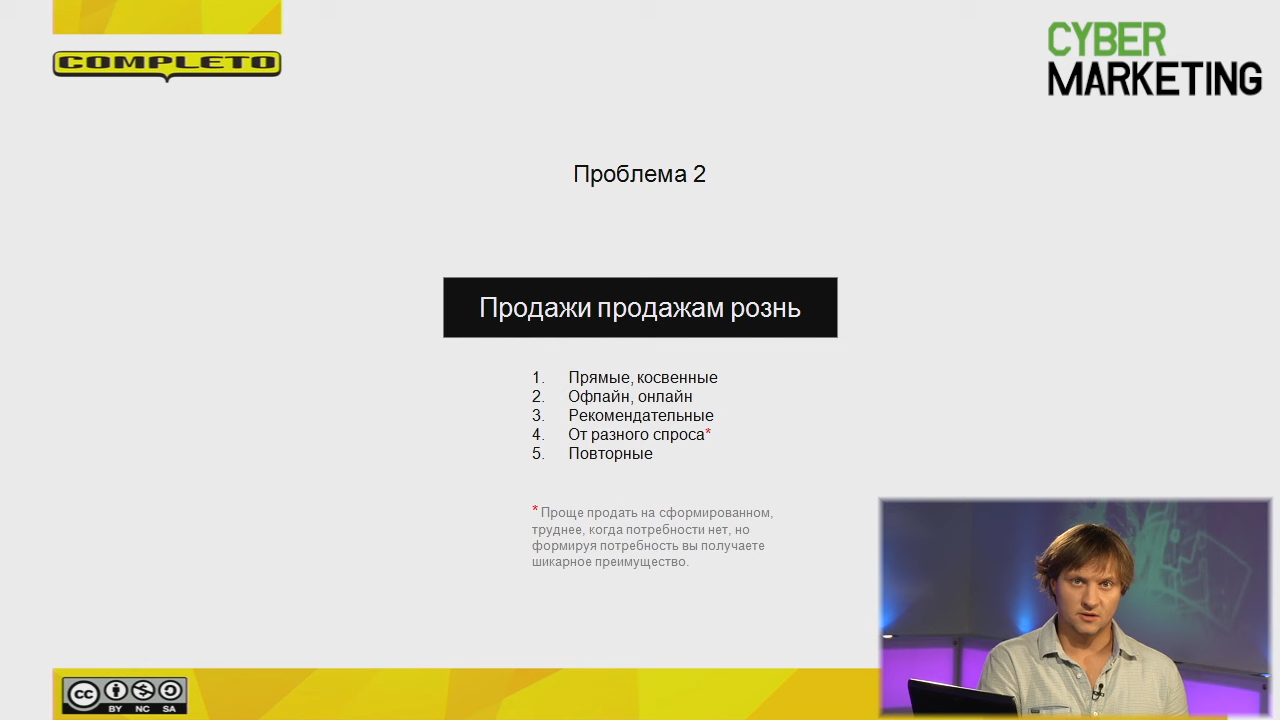 COMPLETO
CYBER
MARKETING
Проблема 2
Продажи продажам рознь
1. Прямые, косвенные
2. Офлайн, онлайн
3. Рекомендательные
4. От разного спроса*
5. Повторные
* Проще продать на сформированном,
труднее, когда потребности нет, но
формируя потребность вы получаете
шикарное преимущество.
cc
BY NC SA